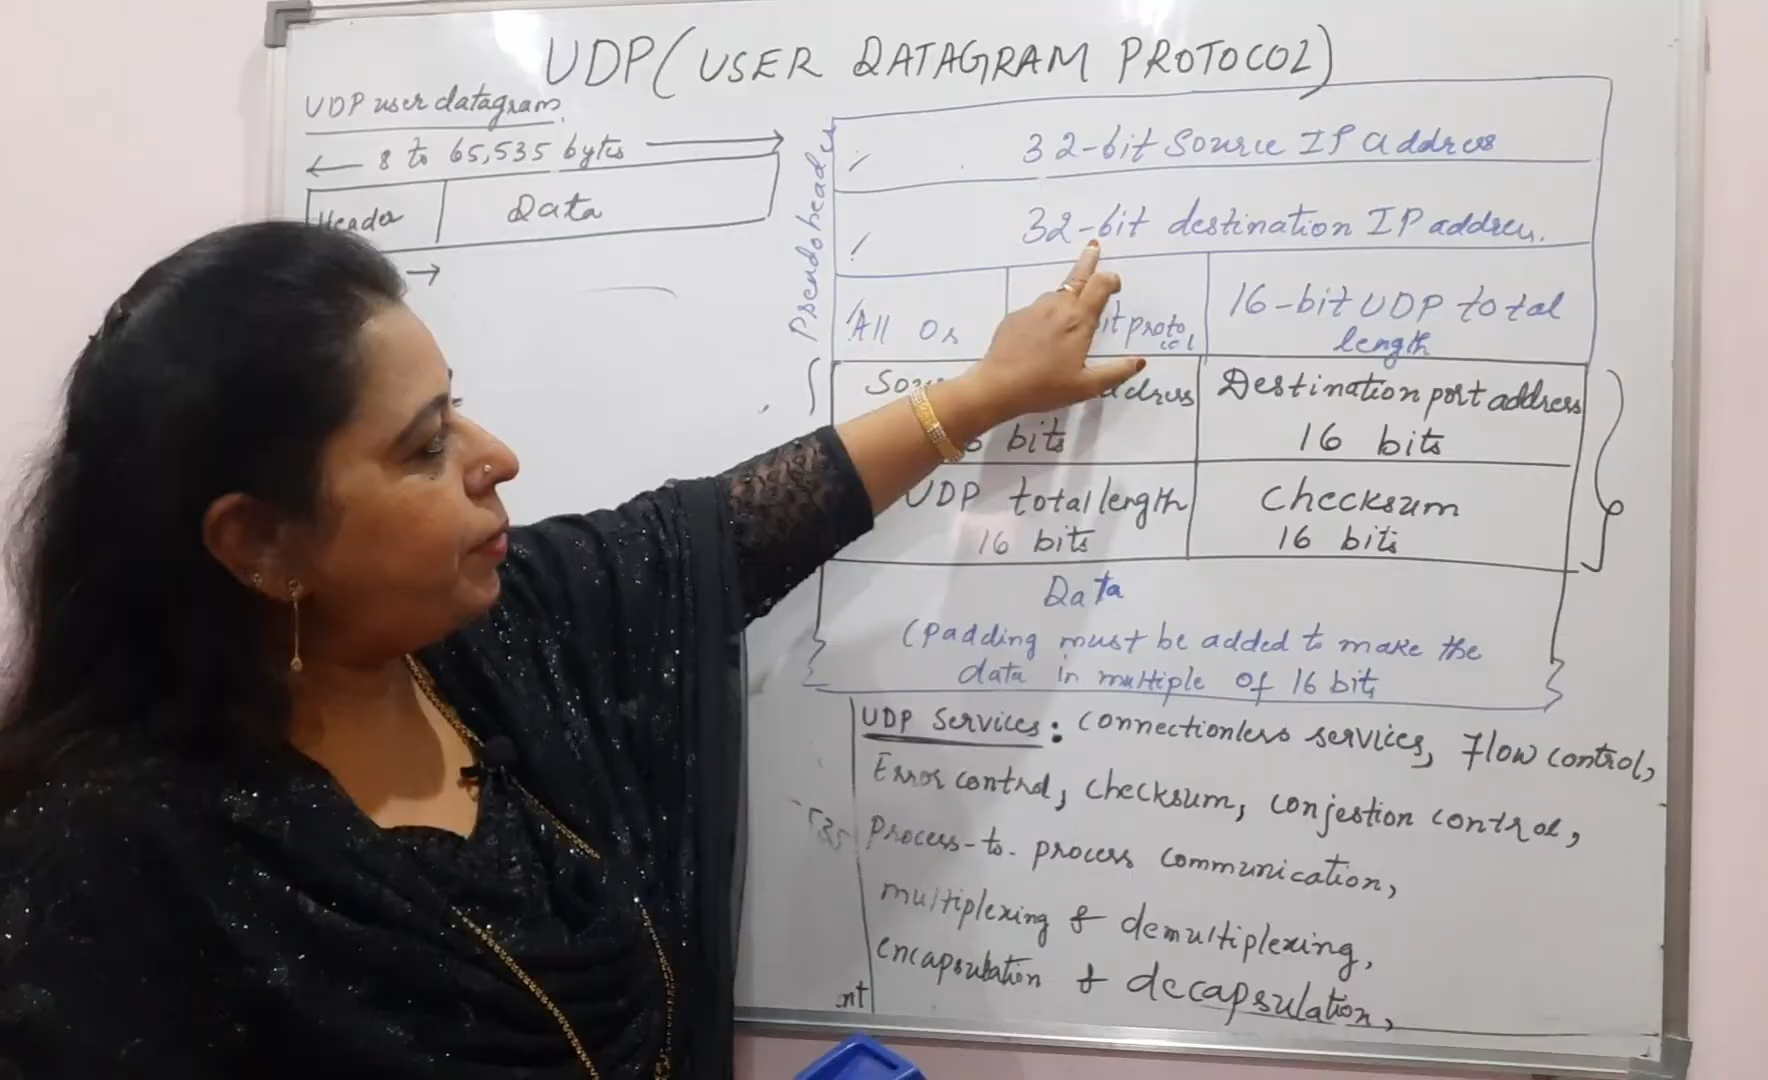 UDP (USER DATAGRAM PROTOCOL)
UDP user datagram.
8 to 65,535 bytes
Header
Data
Pseudoheader
32-bit Source IP address
32-bit destination IP address.
All Os
16-bit UDP total
length
Destination port address
16 bits
bits
UDP total length
16 bits
Checksum
16 bits
Data
(Padding must be added to make the
data in multiple of 16 bits
UDP Services: Connectionless services, Flow control,
Error control, checksum, conjestion control,
Process-to-process communication,
multiplexing & demultiplexing,
encapsulation & decapsulation,